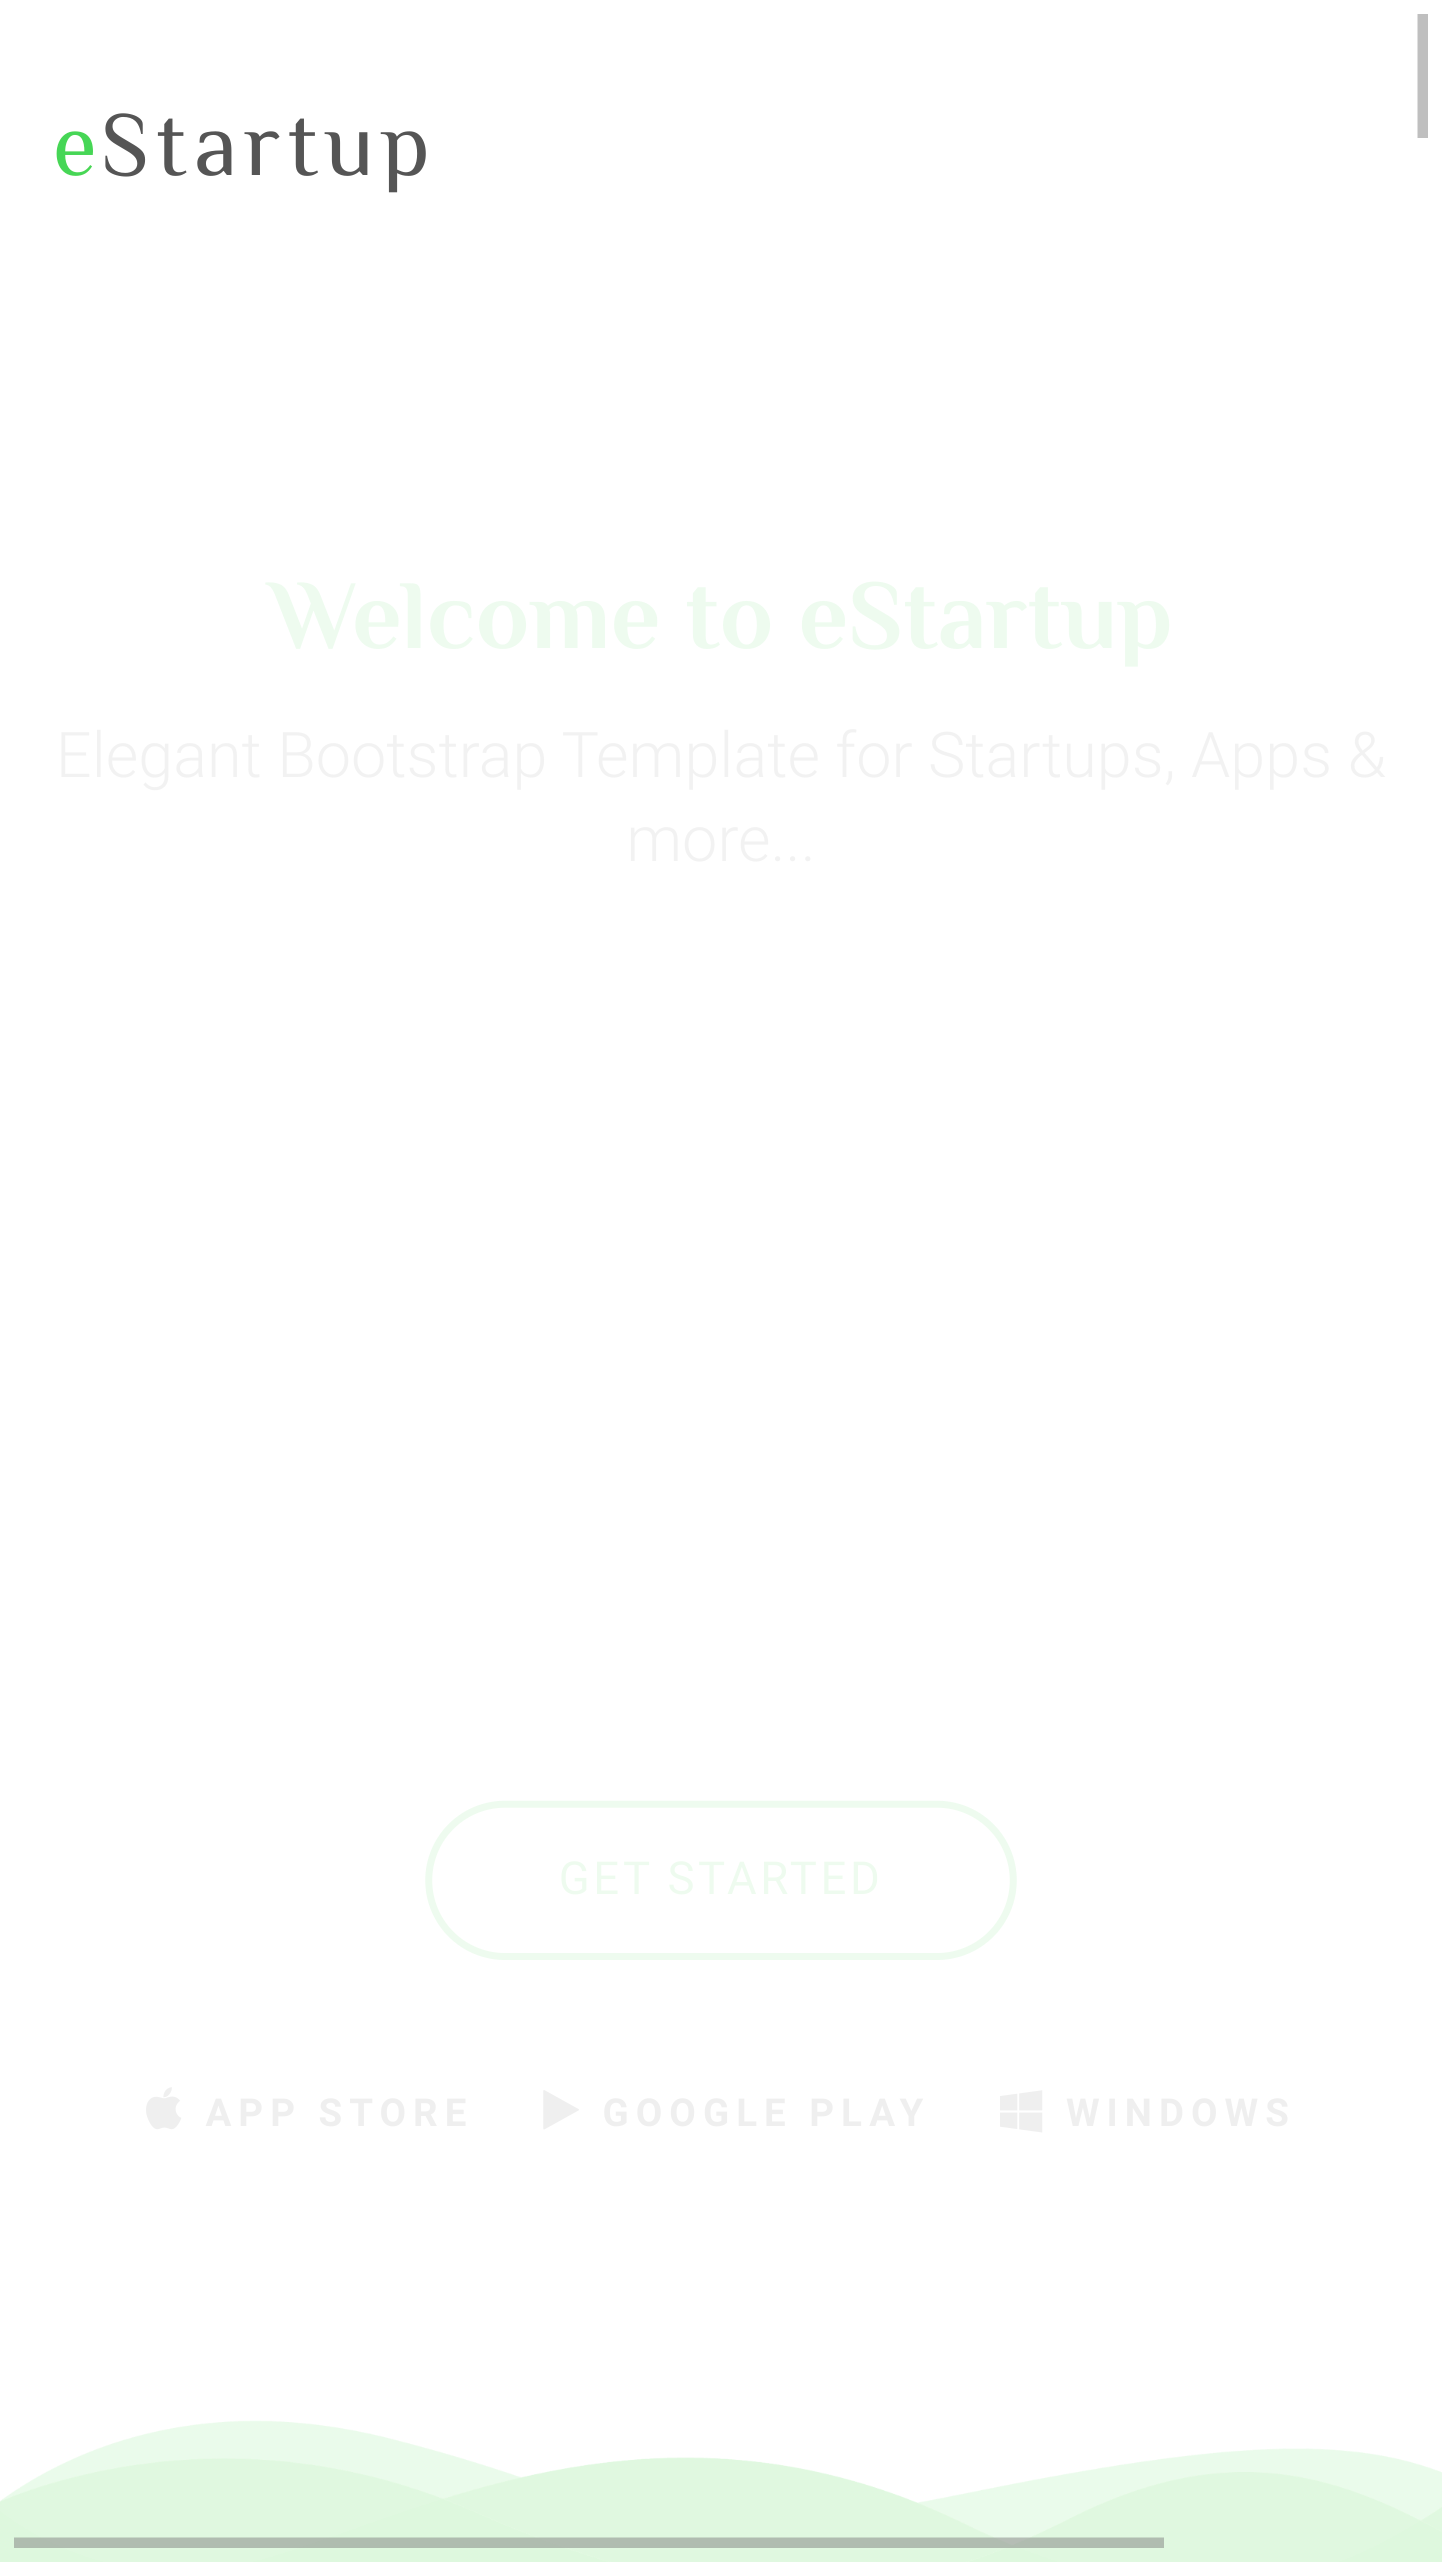 eStartup
Welcome to eStartup
Elegant Bootstrap Template for Startups, Apps &
more...
GET STARTED
APP STORE
GOOGLE PLAY
WINDOWS